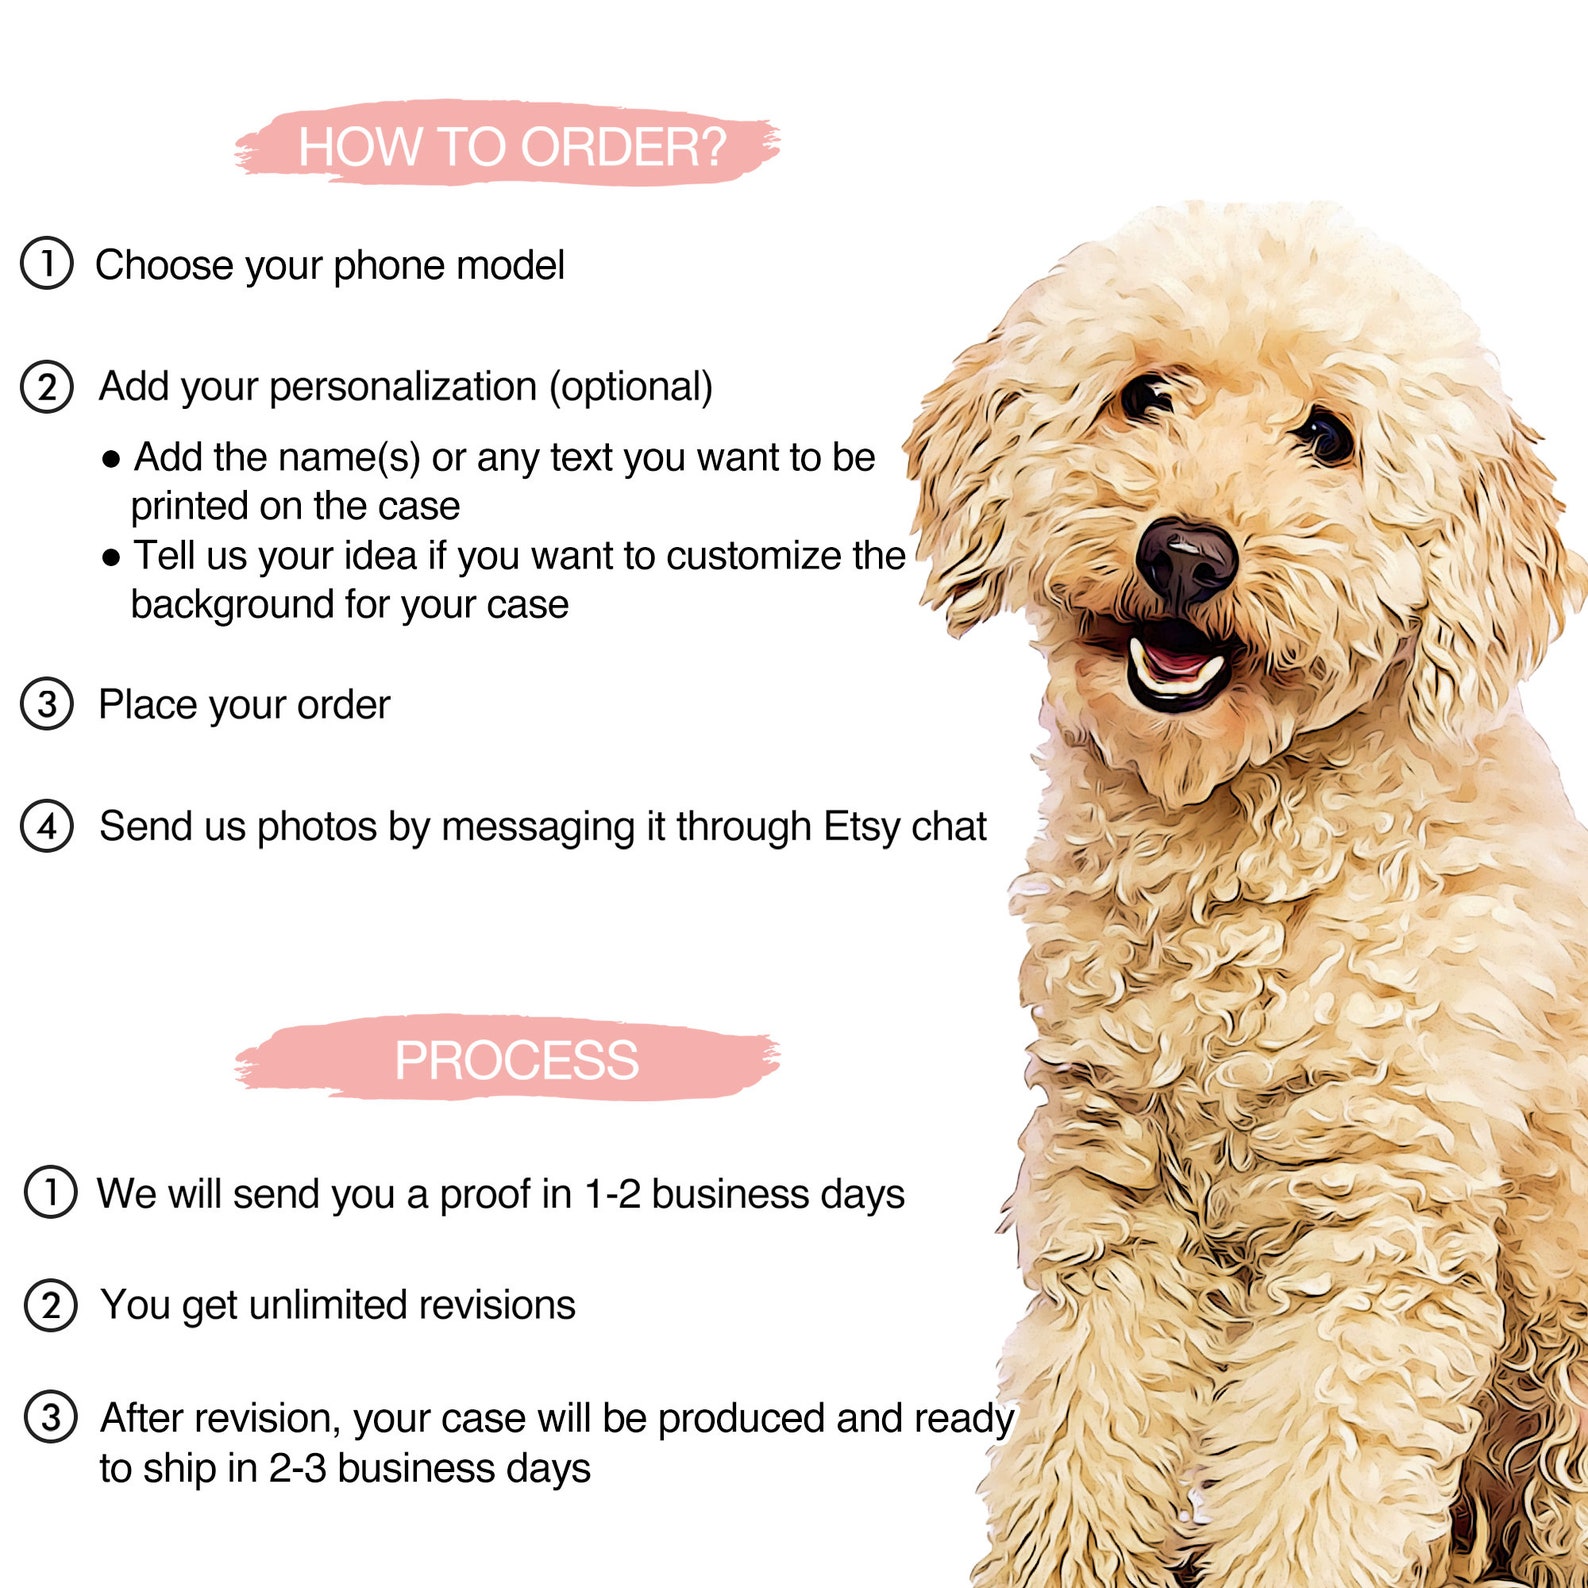 HOW TO ORDER?
1 Choose your phone model
2 Add your personalization (optional)
● Add the name(s) or any text you want to be
printed on the case
● Tell us your idea if you want to customize the
background for your case
3 Place your order
4 Send us photos by messaging it through Etsy chat
PROCESS
1 We will send you a proof in 1-2 business days
2 You get unlimited revisions
3 After revision, your case will be produced and ready
to ship in 2-3 business days